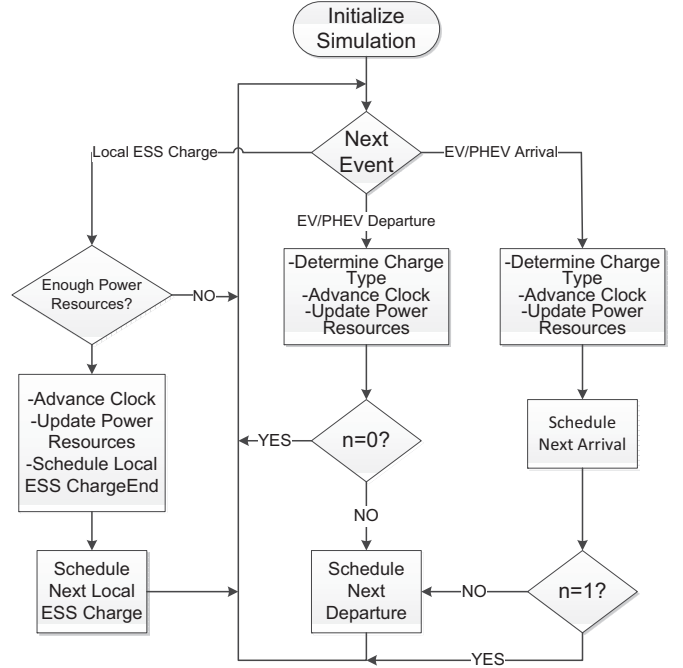 Initialize
Simulation
Next
Event
Local ESS Charge
EV/PHEV Arrival
EV/PHEV Departure
Enough Power
Resources?
NO
-Determine Charge
Type
-Advance Clock
-Update Power
Resources
-Determine Charge
Type
-Advance Clock
-Update Power
Resources
-Advance Clock
-Update Power
Resources
-Schedule Local
ESS ChargeEnd
YES
n=0?
Schedule
Next Arrival
NO
Schedule
Next Local
ESS Charge
Schedule
Next
Departure
NO
n=1?
YES